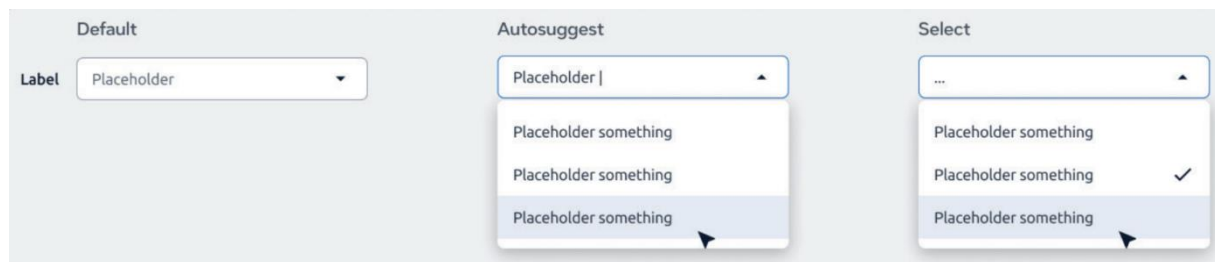 Default
Autosuggest
Select
Label
Placeholder
Placeholder |
...
Placeholder something
Placeholder something
Placeholder something
Placeholder something
Placeholder something
Placeholder something